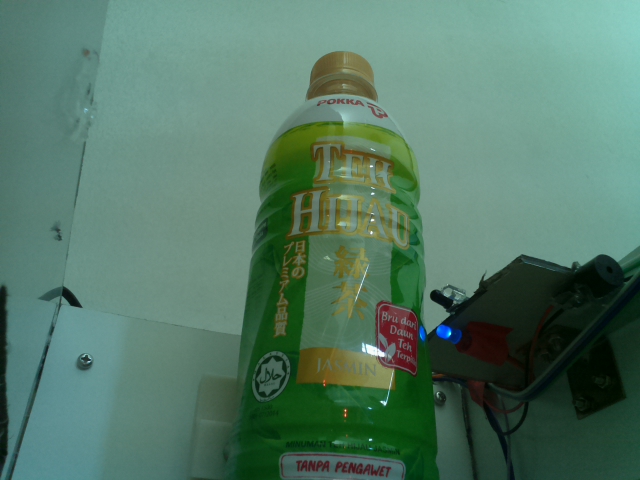 POKKA
TEH
HIJAU
日本の
プレミアム品質
緑茶
Bru dari
Daun
Teh
Terpilih
JASMIN
حلال
TANPA PENGAWET